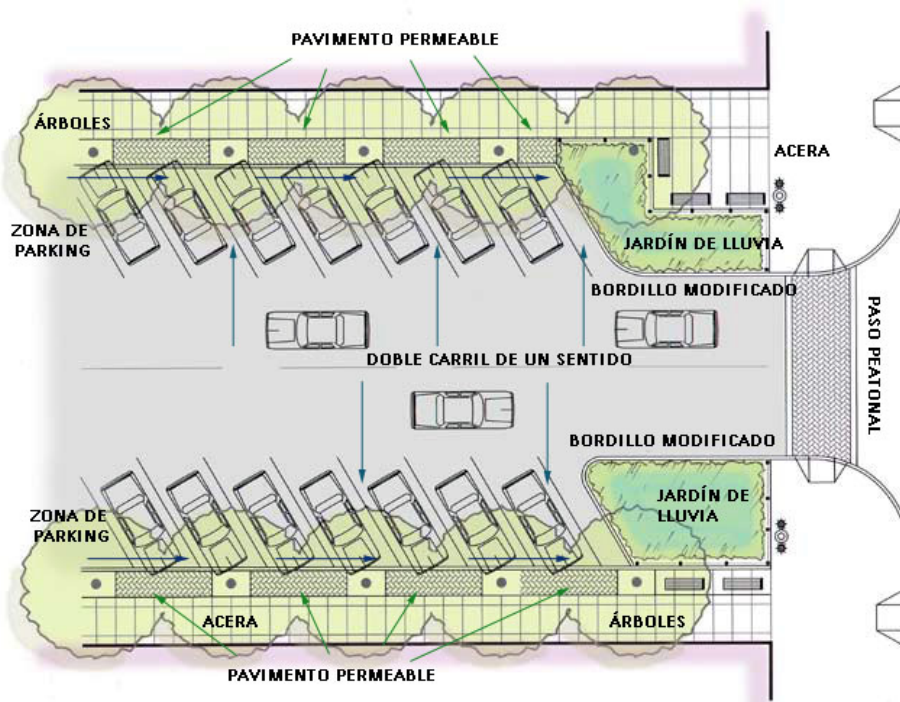 PAVIMENTO PERMEABLE
ÁRBOLES
ACERA
ZONA DE
PARKING
JARDÍN DE LLUVIA
BORDILLO MODIFICADO
PASO PEATONAL
DOBLE CARRIL DE UN SENTIDO
BORDILLO MODIFICADO
JARDÍN DE
LLUVIA
ZONA DE
PARKING
ACERA
ÁRBOLES
PAVIMENTO PERMEABLE